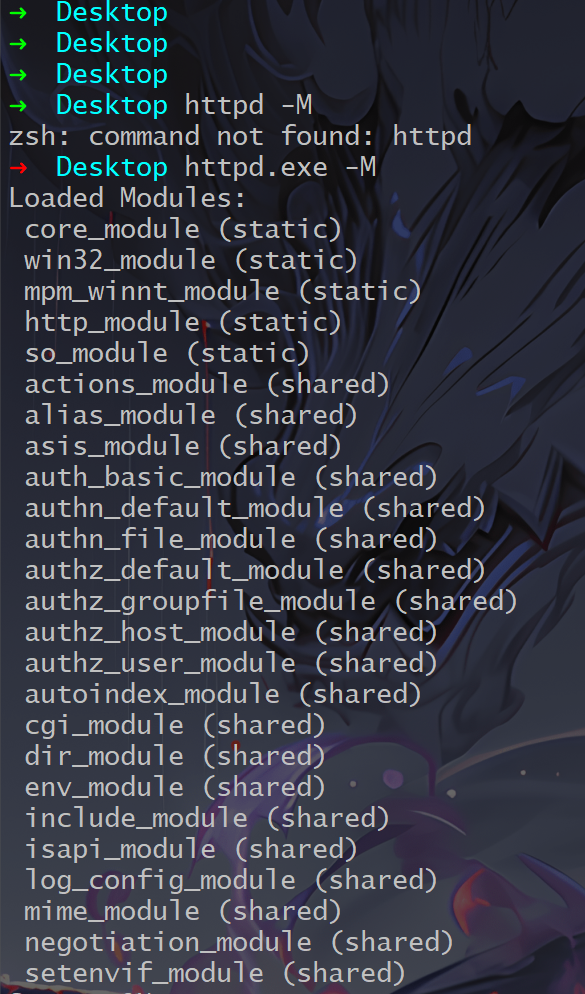 → Desktop
→ Desktop
→ Desktop
→ Desktop httpd -M
zsh: command not found: httpd
→ Desktop httpd.exe -M
Loaded Modules:
 core_module (static)
 win32_module (static)
 mpm_winnt_module (static)
 http_module (static)
 so_module (static)
 actions_module (shared)
 alias_module (shared)
 asis_module (shared)
 auth_basic_module (shared)
 authn_default_module (shared)
 authn_file_module (shared)
 authz_default_module (shared)
 authz_groupfile_module (shared)
 authz_host_module (shared)
 authz_user_module (shared)
 autoindex_module (shared)
 cgi_module (shared)
 dir_module (shared)
 env_module (shared)
 include_module (shared)
 isapi_module (shared)
 log_config_module (shared)
 mime_module (shared)
 negotiation_module (shared)
 setenvif_module (shared)